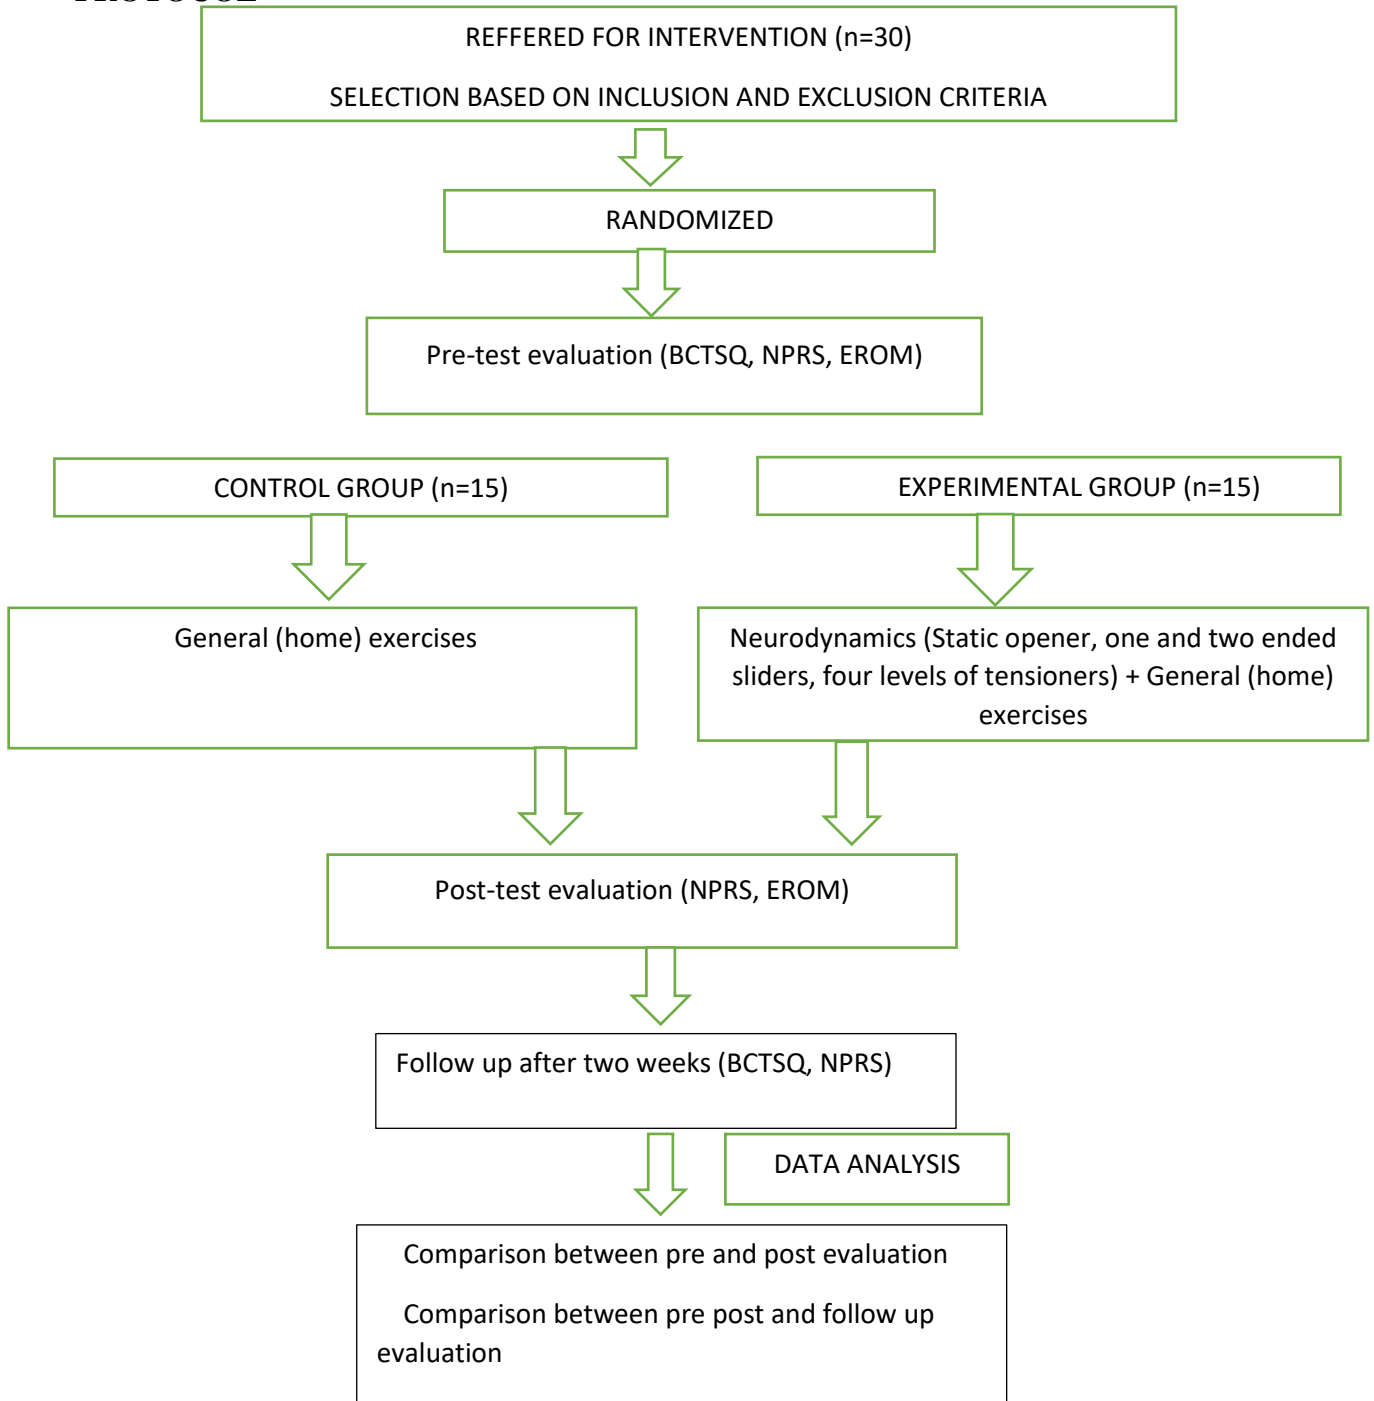 REFFERED FOR INTERVENTION (n=30)
SELECTION BASED ON INCLUSION AND EXCLUSION CRITERIA
RANDOMIZED
Pre-test evaluation (BCTSQ, NPRS, EROM)
CONTROL GROUP (n=15)
EXPERIMENTAL GROUP (n=15)
General (home) exercises
Neurodynamics (Static opener, one and two ended
sliders, four levels of tensioners) + General (home)
exercises
Post-test evaluation (NPRS, EROM)
Follow up after two weeks (BCTSQ, NPRS)
DATA ANALYSIS
Comparison between pre and post evaluation
Comparison between pre post and follow up
evaluation